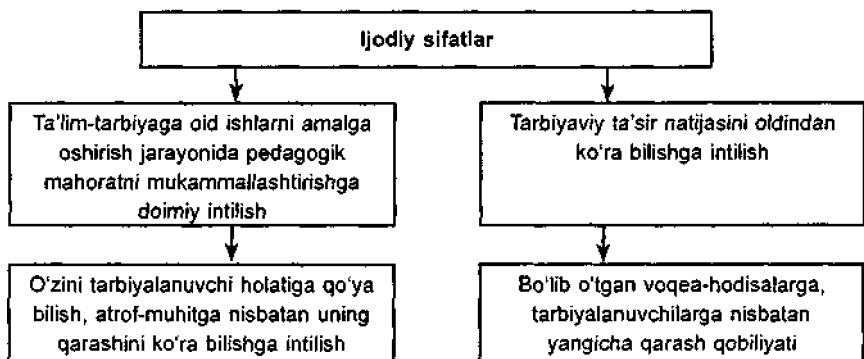 Ijodiy sifatlar
Ta'lim-tarbiyaga oid ishlarni amalga
oshirish jarayonida pedagogik
mahoratni mukammallashtirishga
doimiy intilish
Tarbiyaviy ta'sir natijasini oldindan
ko'ra bilishga intilish
O'zini tarbiyalanuvchi holatiga qo'ya
bilish, atrof-muhitga nisbatan uning
qarashini ko'ra bilishga intilish
Bo'lib o'tgan voqea-hodisalarga,
tarbiyalanuvchilarga nisbatan
yangicha qarash qobiliyati